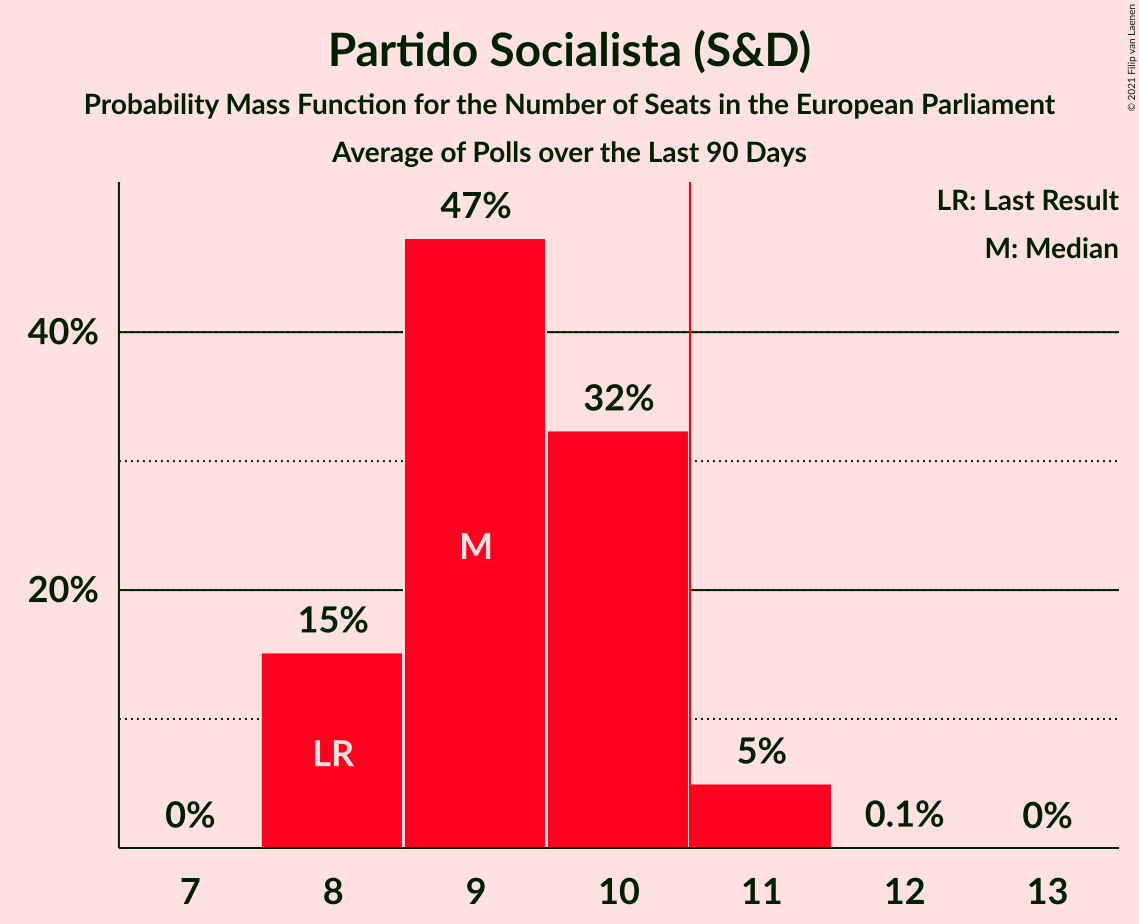 Partido Socialista (S&D)
Probability Mass Function for the Number of Seats in the European Parliament
Average of Polls over the Last 90 Days
© 2021 Filip van Laenen
LR: Last Result
M: Median
47%
40%
32%
M
20%
15%
LR
5%
0%
0.1%
0%
7 8 9 10 11 12 13